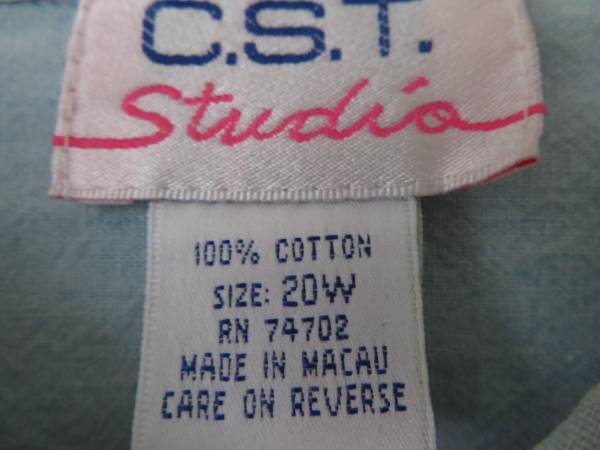 C.S.T.
Studio
100% COTTON
SIZE: 20W
RN 74702
MADE IN MACAU
CARE ON REVERSE